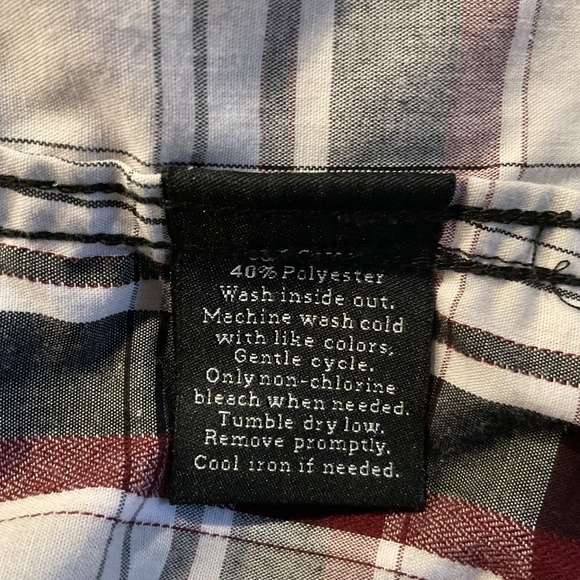 40% Polyester
Wash inside out.
Machine wash cold
with like colors,
Gentle cycle.
Only non-chlorine
bleach when needed.
Tumble dry low.
Remove promptly.
Cool iron if needed.